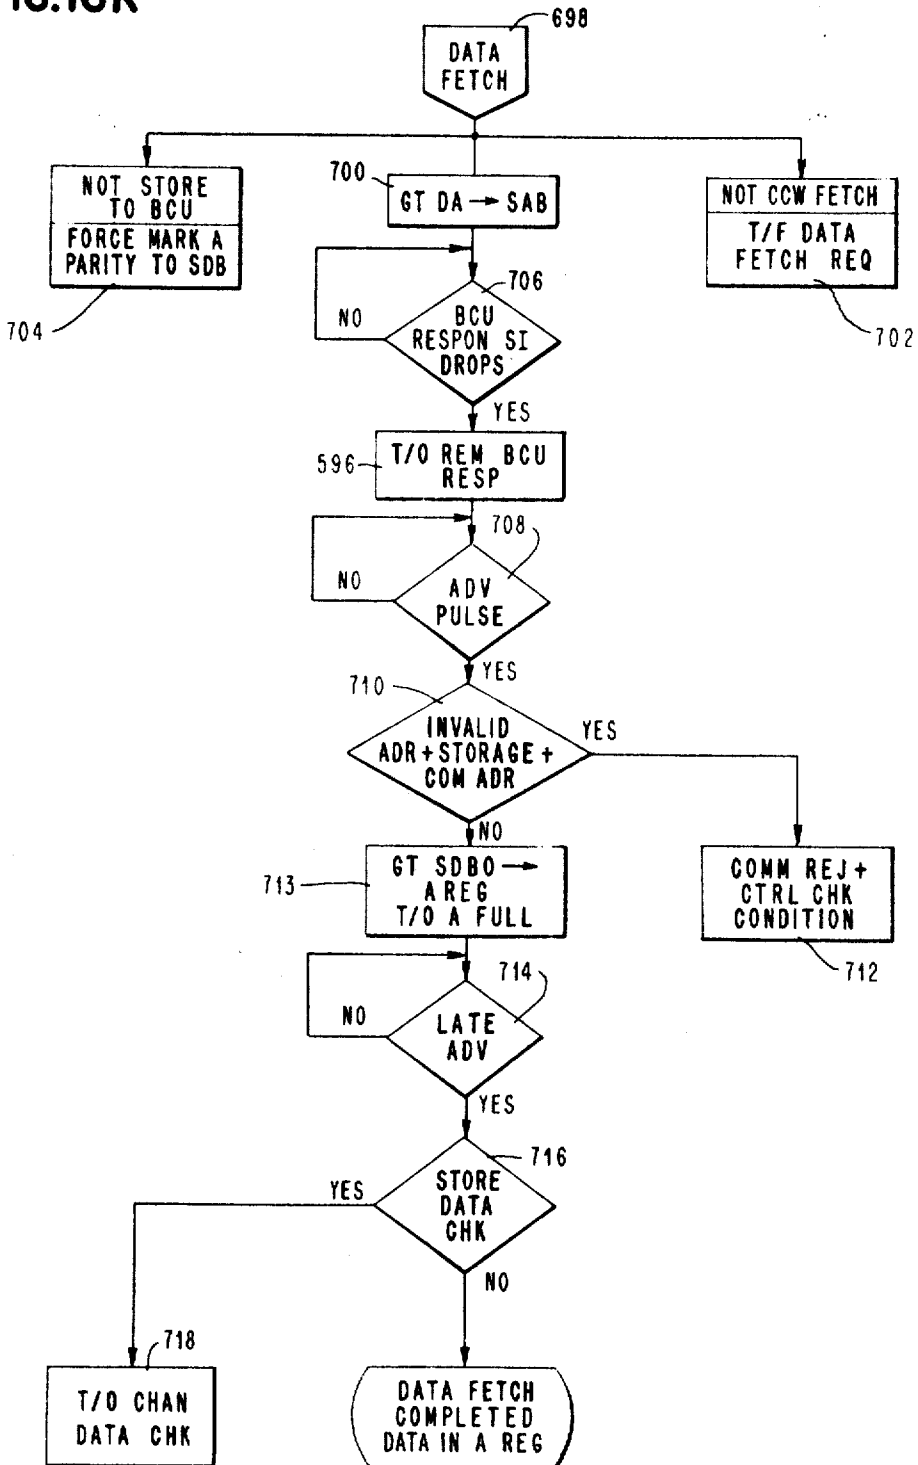 698
DATA
FETCH
NOT STORE
TO BCU
FORCE MARK A
PARITY TO SDB
704
700
GT DA → SAB
NOT CCW FETCH
T/F DATA
FETCH REQ
702
706
BCU
RESPON SI
DROPS
NO
YES
596
T/O REM BCU
RESP
708
ADV
PULSE
NO
YES
710
INVALID
ADR + STORAGE +
COM ADR
YES
NO
713
GT SDBO →
A REG
T/O A FULL
COMM REJ +
CTRL CHK
CONDITION
712
714
LATE
ADV
NO
YES
716
STORE
DATA
CHK
YES
NO
718
T/O CHAN
DATA CHK
DATA FETCH
COMPLETED
DATA IN A REG